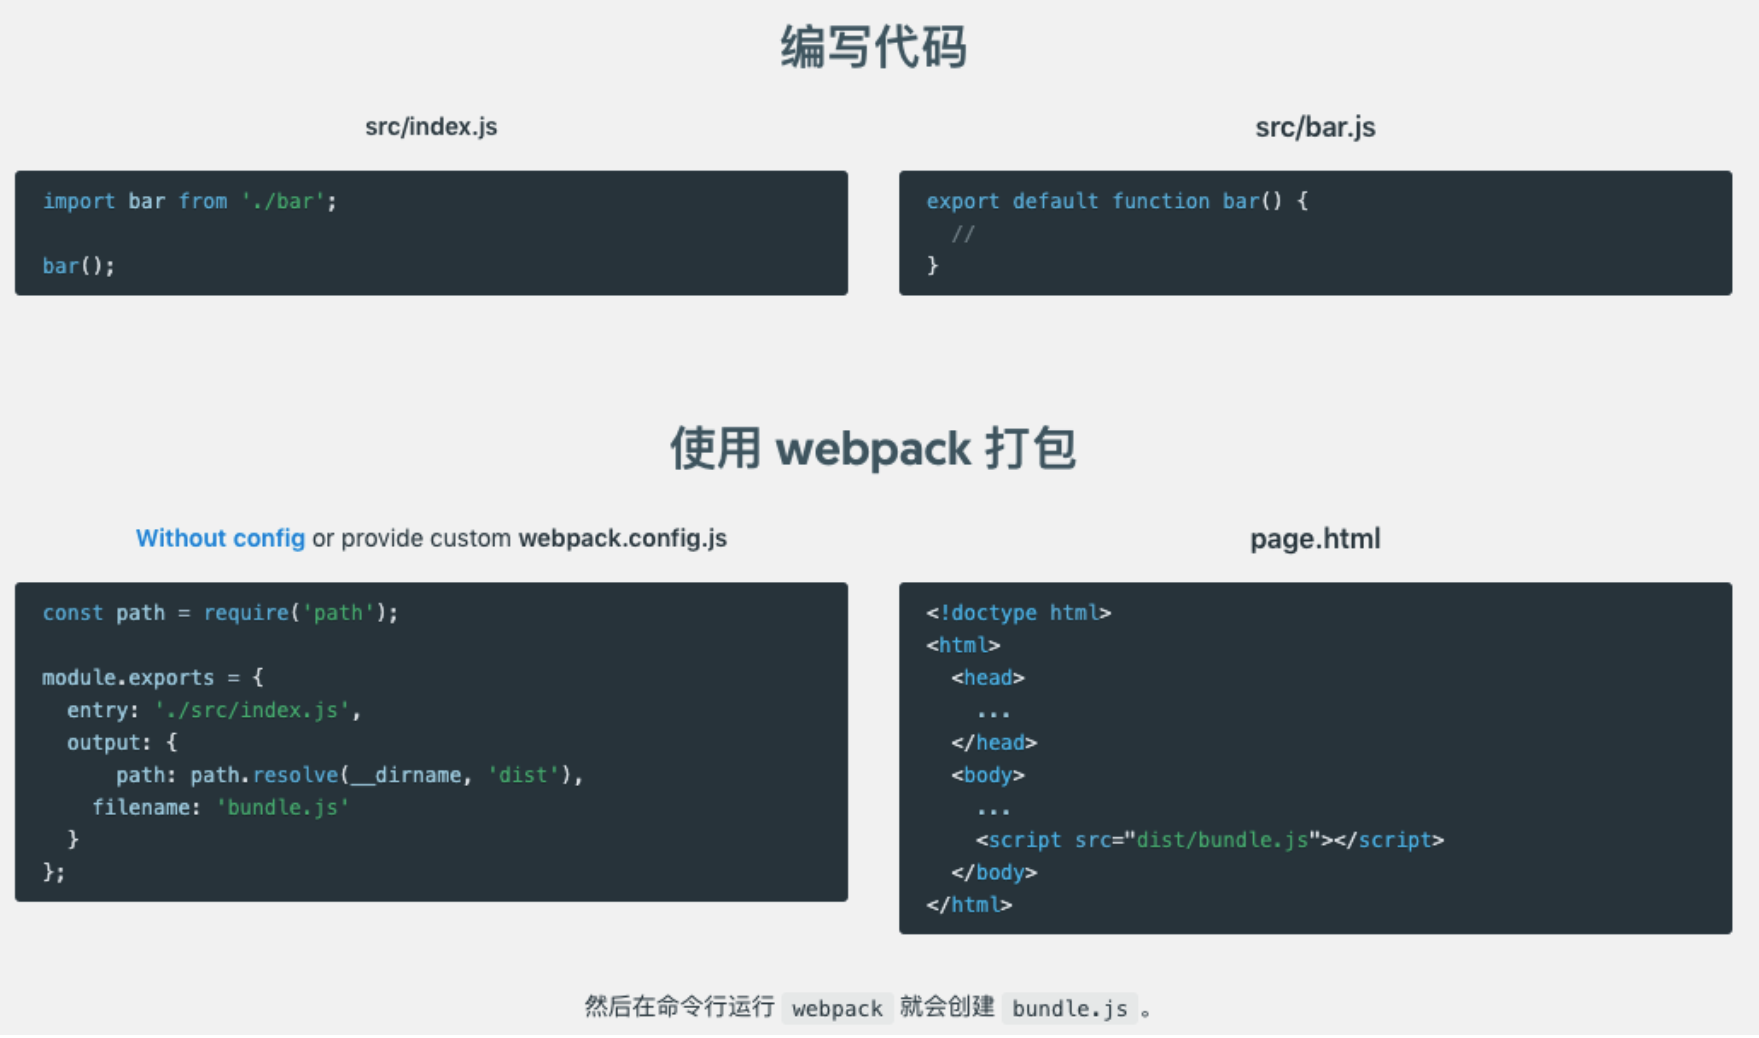 编写代码
src/index.js
import bar from './bar';
bar();
src/bar.js
export default function bar() {
  //
}
使用 webpack 打包
Without config or provide custom webpack.config.js
const path = require('path');
module.exports = {
  entry: './src/index.js',
  output: {
      path: path.resolve(__dirname, 'dist'),
    filename: 'bundle.js'
  }
};
page.html
<!doctype html>
<html>
  <head>
    ...
  </head>
  <body>
    ...
    <script src="dist/bundle.js"></script>
  </body>
</html>
然后在命令行运行 webpack 就会创建 bundle.js 。